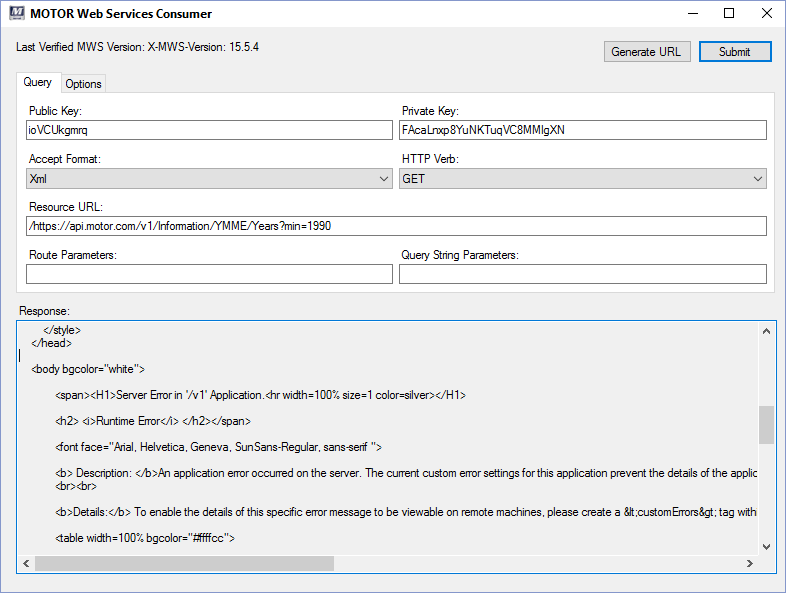 MOTOR Web Services Consumer
Last Verified MWS Version: X-MWS-Version: 15.5.4
Generate URL
Submit
Query
Options
Public Key:
Private Key:
ioVCUkgmrq
FAcaLnxp8YuNKTuqVC8MMIgXN
Accept Format:
HTTP Verb:
Xml
GET
Resource URL:
/https://api.motor.com/v1/Information/YMME/Years?min=1990
Route Parameters:
Query String Parameters:
Response:
</style>
</head>
<body bgcolor="white">
<span><H1>Server Error in '/v1' Application.<hr width=100% size=1 color=silver></H1>
<h2> <i>Runtime Error</i> </h2></span>
<font face="Arial, Helvetica, Geneva, SunSans-Regular, sans-serif ">
<b> Description: </b>An application error occurred on the server. The current custom error settings for this application prevent the details of the applic
<br><br>
<b>Details:</b> To enable the details of this specific error message to be viewable on remote machines, please create a &lt;customErrors&gt; tag with
<table width=100% bgcolor="#ffffcc">